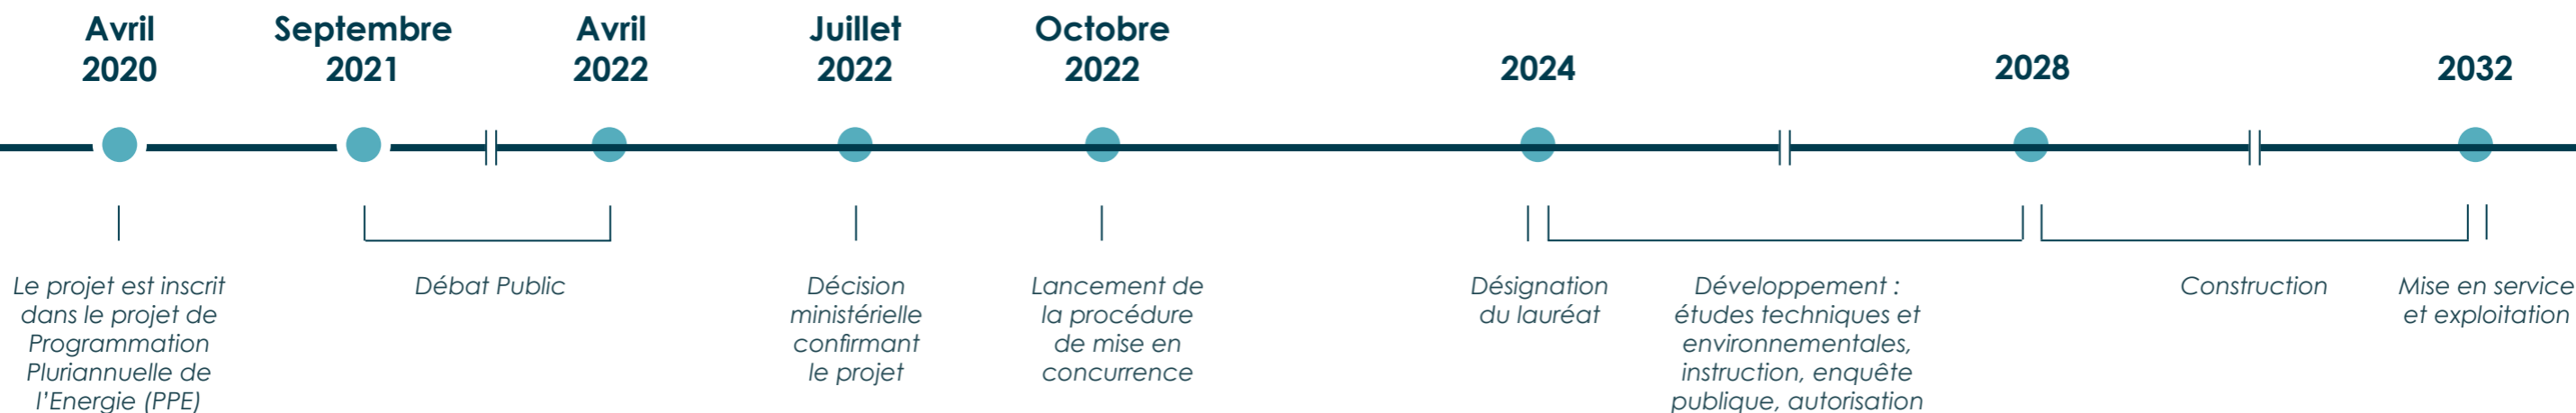 Avril
2020
Septembre
2021
Avril
2022
Juillet
2022
Octobre
2022
2024
2028
2032
Le projet est inscrit
dans le projet de
Programmation
Pluriannuelle de
l'Energie (PPE)
Débat Public
Décision
ministérielle
confirmant
le projet
Lancement de
la procédure
de mise en
concurrence
Désignation
du lauréat
Développement :
études techniques et
environnementales,
instruction, enquête
publique, autorisation
Construction
Mise en service
et exploitation